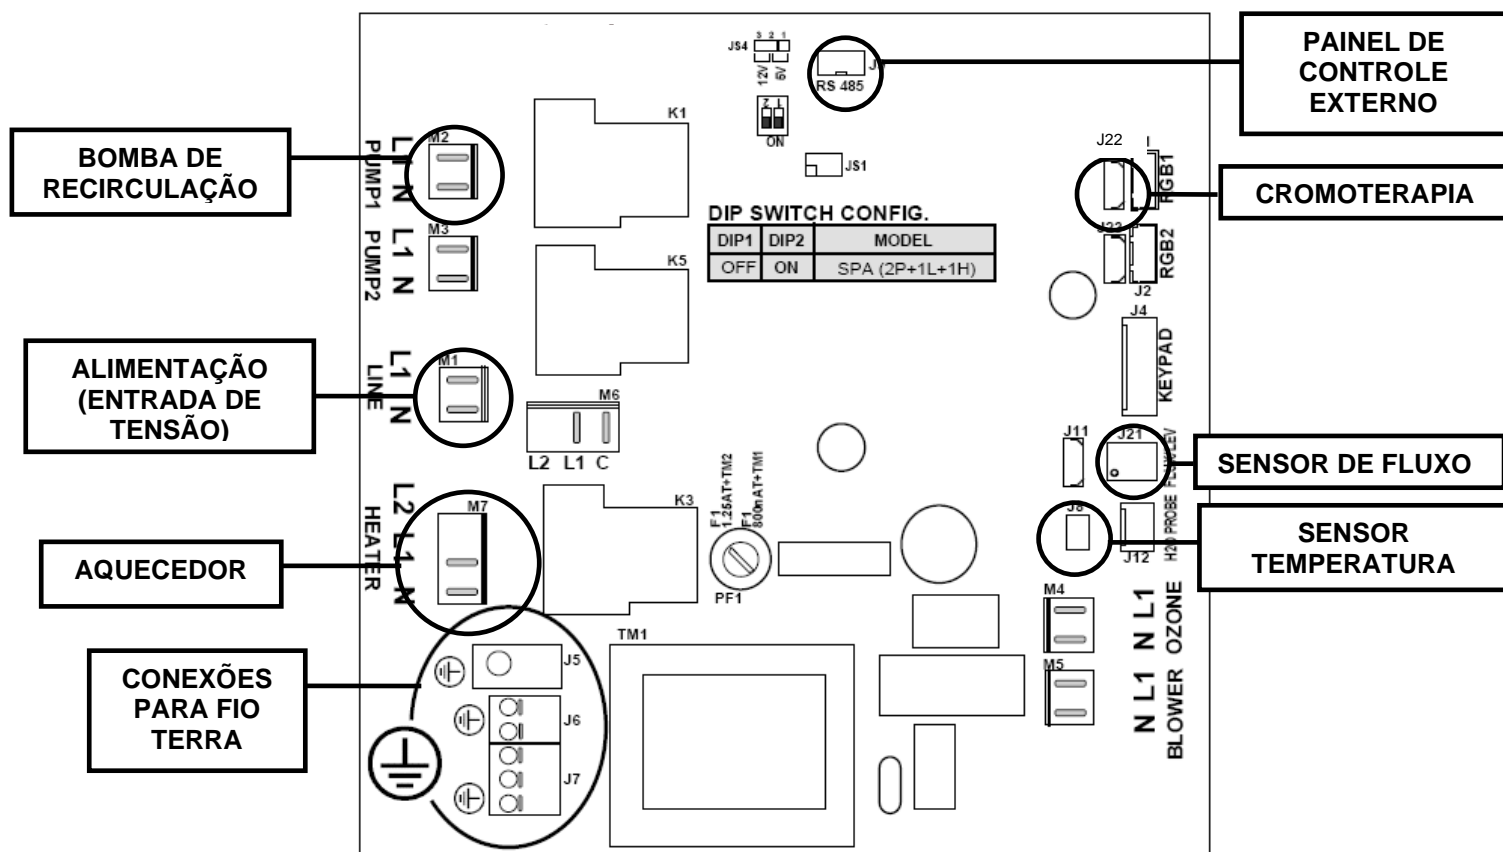 PAINEL DE
CONTROLE
EXTERNO
JS4
3 2 1
12V
5V
RS 485
2 1
ON
JS1
K1
BOMBA DE
RECIRCULAÇÃO
M2
L1 N
PUMP1
M3
L1 N
PUMP2
K5
DIP SWITCH CONFIG.
DIP1 DIP2 MODEL
OFF ON SPA (2P+1L+1H)
J22
RGB1
CROMOTERAPIA
J23
RGB2
J2
J4
KEYPAD
ALIMENTAÇÃO
(ENTRADA DE
TENSÃO)
M1
L1 N
LINE
M6
L2 L1 C
J11
J21
SENSOR DE FLUXO
L2 L1 N
HEATER
M7
K3
F1
1.25AT+TM2
F1
800mAT+TM1
PF1
J8
J12
H2O PROBE
SENSOR
TEMPERATURA
AQUECEDOR
M4
N L1
OZONE
M5
N L1
BLOWER
TM1
CONEXÕES
PARA FIO
TERRA
J5
J6
J7